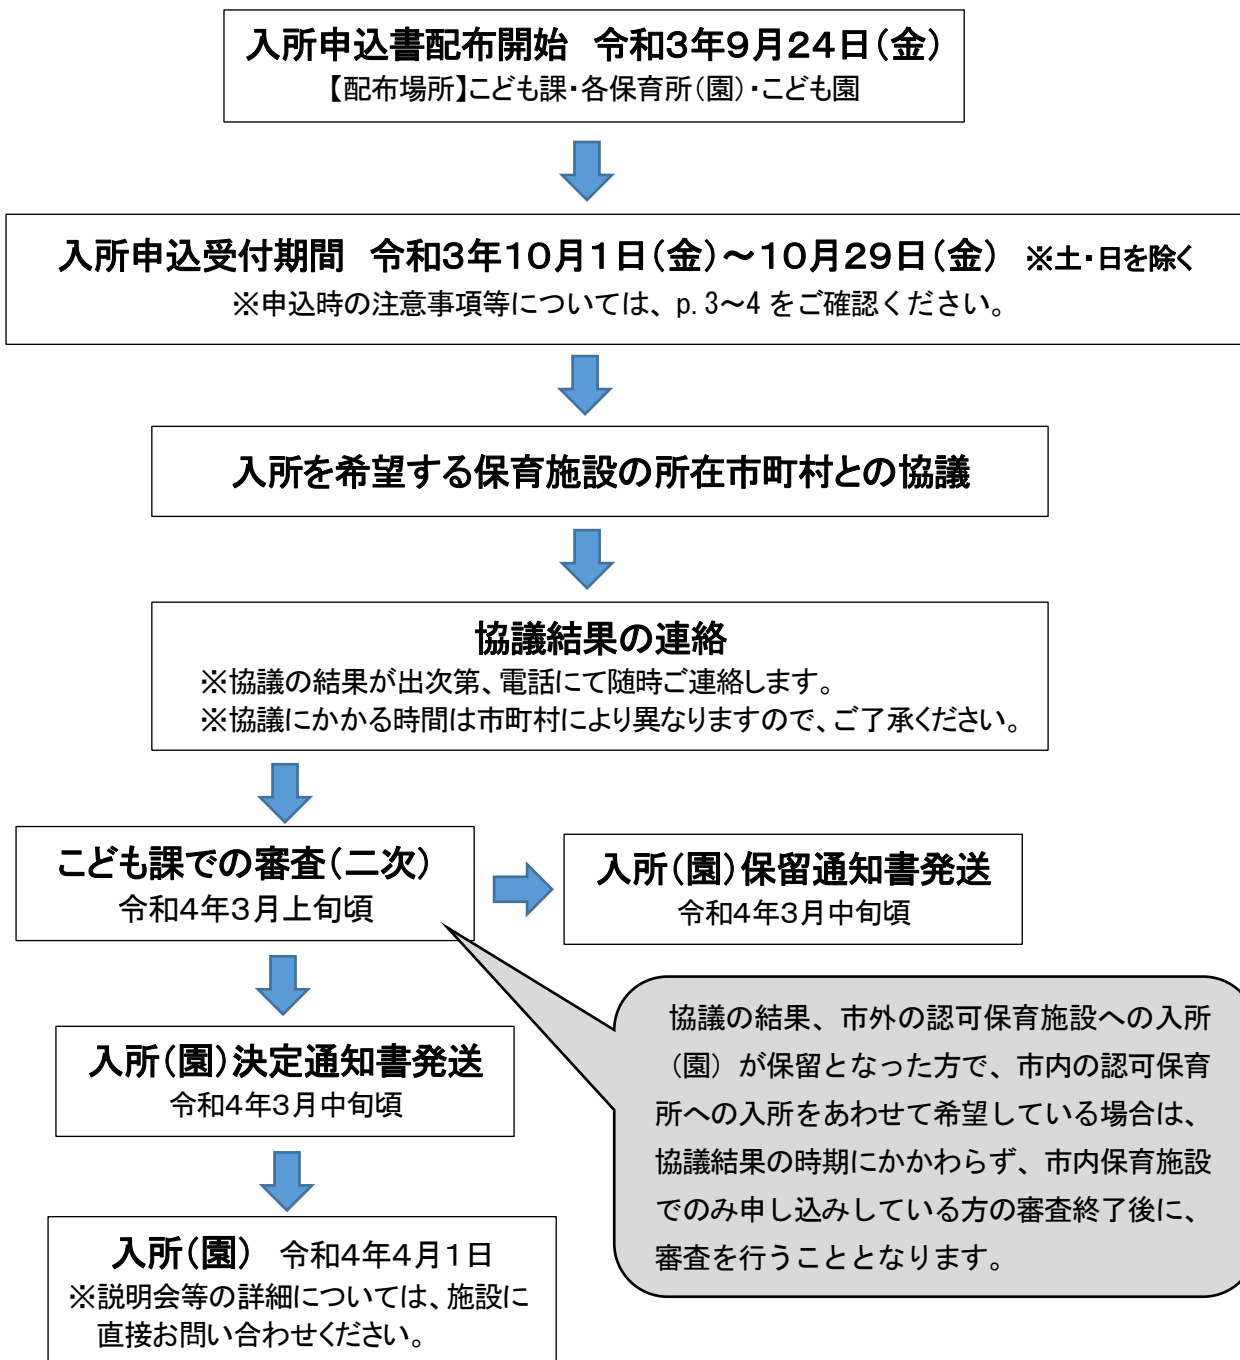 入所申込書配布開始　令和3年9月24日(金)
【配布場所】こども課・各保育所(園)・こども園
入所申込受付期間　令和3年10月1日(金)～10月29日(金)　※土・日を除く
※申込時の注意事項等については、p.3～4 をご確認ください。
入所を希望する保育施設の所在市町村との協議
協議結果の連絡
※協議の結果が出次第、電話にて随時ご連絡します。
※協議にかかる時間は市町村により異なりますので、ご了承ください。
こども課での審査(二次)
令和4年3月上旬頃
入所(園)保留通知書発送
令和4年3月中旬頃
協議の結果、市外の認可保育施設への入所
(園)が保留となった方で、市内の認可保育
所への入所をあわせて希望している場合は、
協議結果の時期にかかわらず、市内保育施設
でのみ申し込みしている方の審査終了後に、
審査を行うこととなります。
入所(園)決定通知書発送
令和4年3月中旬頃
入所(園)　令和4年4月1日
※説明会等の詳細については、施設に
直接お問い合わせください。